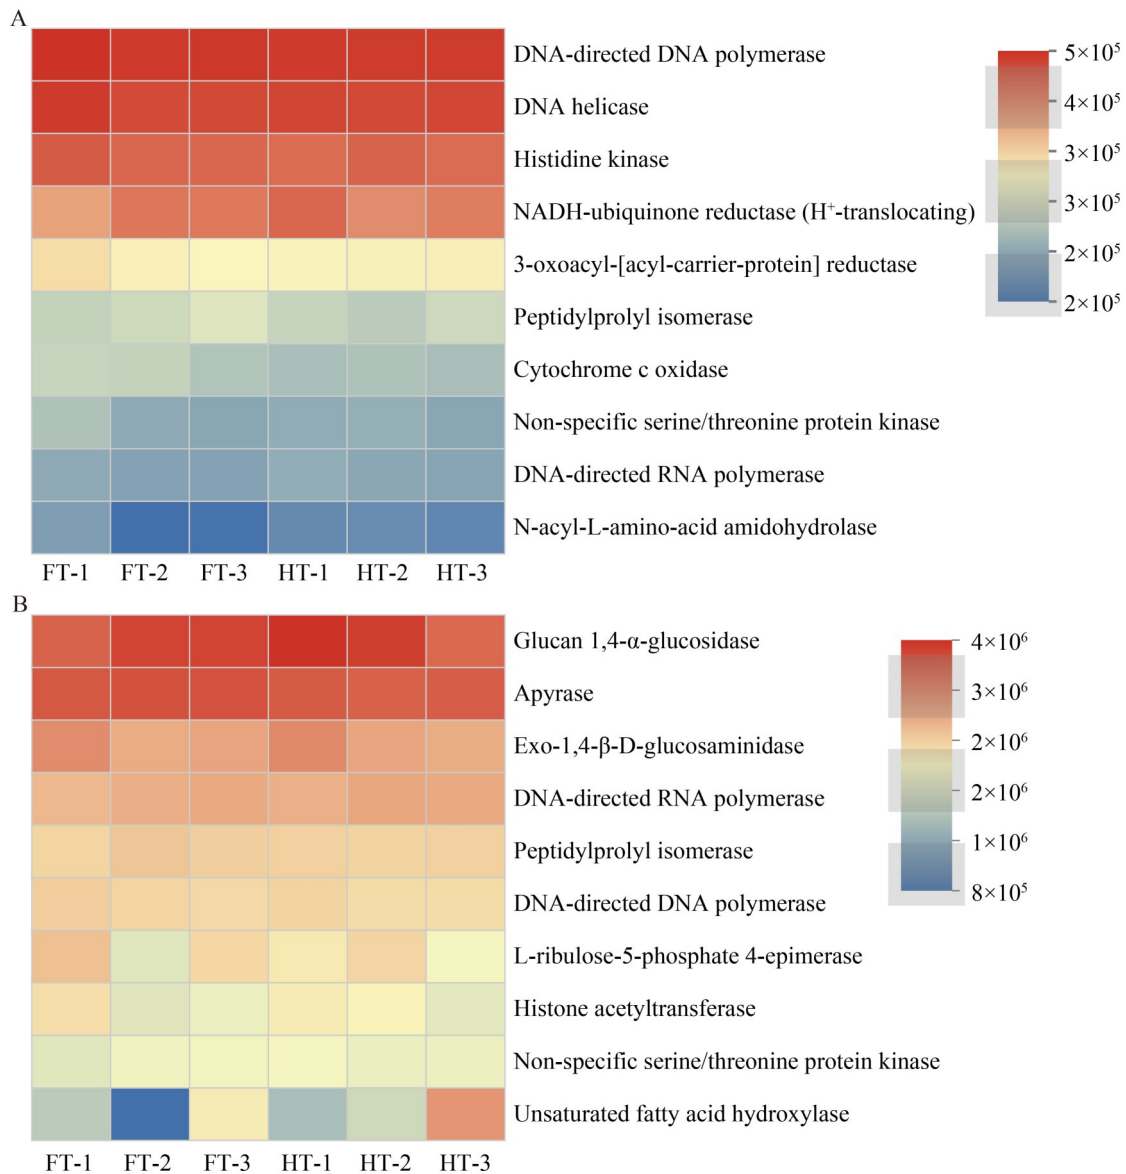 A
DNA-directed DNA polymerase
DNA helicase
Histidine kinase
NADH-ubiquinone reductase (H⁺-translocating)
3-oxoacyl-[acyl-carrier-protein] reductase
Peptidylprolyl isomerase
Cytochrome c oxidase
Non-specific serine/threonine protein kinase
DNA-directed RNA polymerase
N-acyl-L-amino-acid amidohydrolase
5×10⁵
4×10⁵
3×10⁵
3×10⁵
2×10⁵
2×10⁵
FT-1 FT-2 FT-3 HT-1 HT-2 HT-3
B
Glucan 1,4-α-glucosidase
Apyrase
Exo-1,4-β-D-glucosaminidase
DNA-directed RNA polymerase
Peptidylprolyl isomerase
DNA-directed DNA polymerase
L-ribulose-5-phosphate 4-epimerase
Histone acetyltransferase
Non-specific serine/threonine protein kinase
Unsaturated fatty acid hydroxylase
4×10⁶
3×10⁶
2×10⁶
2×10⁶
1×10⁶
8×10⁵
FT-1 FT-2 FT-3 HT-1 HT-2 HT-3